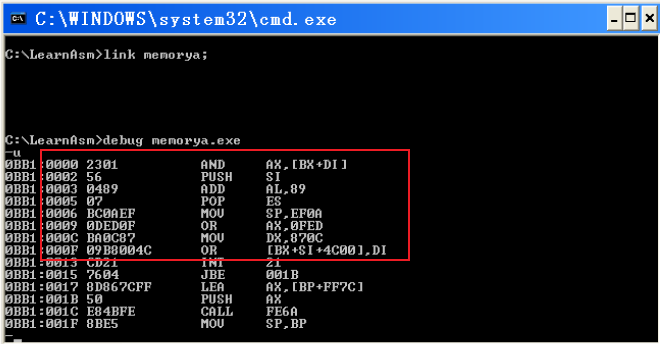 C:\WINDOWS\system32\cmd.exe
C:\LearnAsm>link memorya;
C:\LearnAsm>debug memorya.exe
-u
0BB1:0000 2301 AND AX,[BX+DI]
0BB1:0002 56 PUSH SI
0BB1:0003 0489 ADD AL,89
0BB1:0005 07 POP ES
0BB1:0006 BC0AEF MOV SP,EF0A
0BB1:0009 0DED0F OR AX,0FED
0BB1:000C BA0C87 MOV DX,870C
0BB1:000F 09B8004C OR [BX+SI+4C00],DI
0BB1:0013 CD21 INT 21
0BB1:0015 7604 JBE 001B
0BB1:0017 8D867CFF LEA AX,[BP+FF7C]
0BB1:001B 50 PUSH AX
0BB1:001C E84BFE CALL FE6A
0BB1:001F 8BE5 MOV SP,BP
-